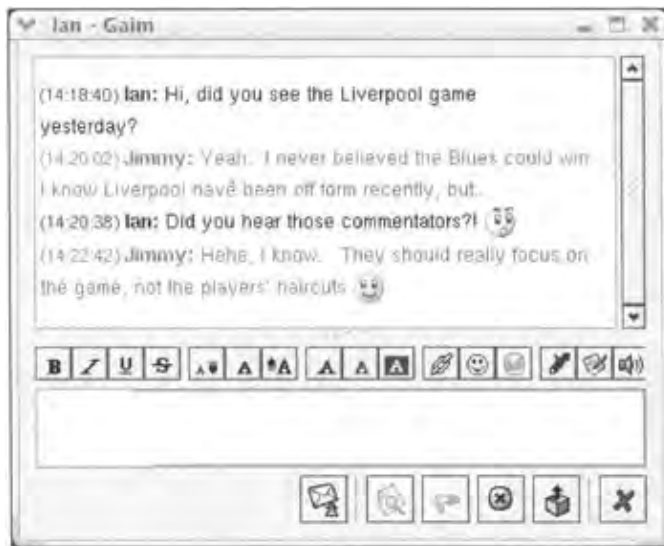 Ian - Gaim
(14:18:40) Ian: Hi, did you see the Liverpool game
yesterday?
(14:20:02) Jimmy: Yeah. I never believed the Blues could win
I know Liverpool have been off form recently, but..
(14:20:38) Ian: Did you hear those commentators?!
(14:22:42) Jimmy: Hehe, I know. They should really focus on
the game, not the players' haircuts
B I U S A A A A A A